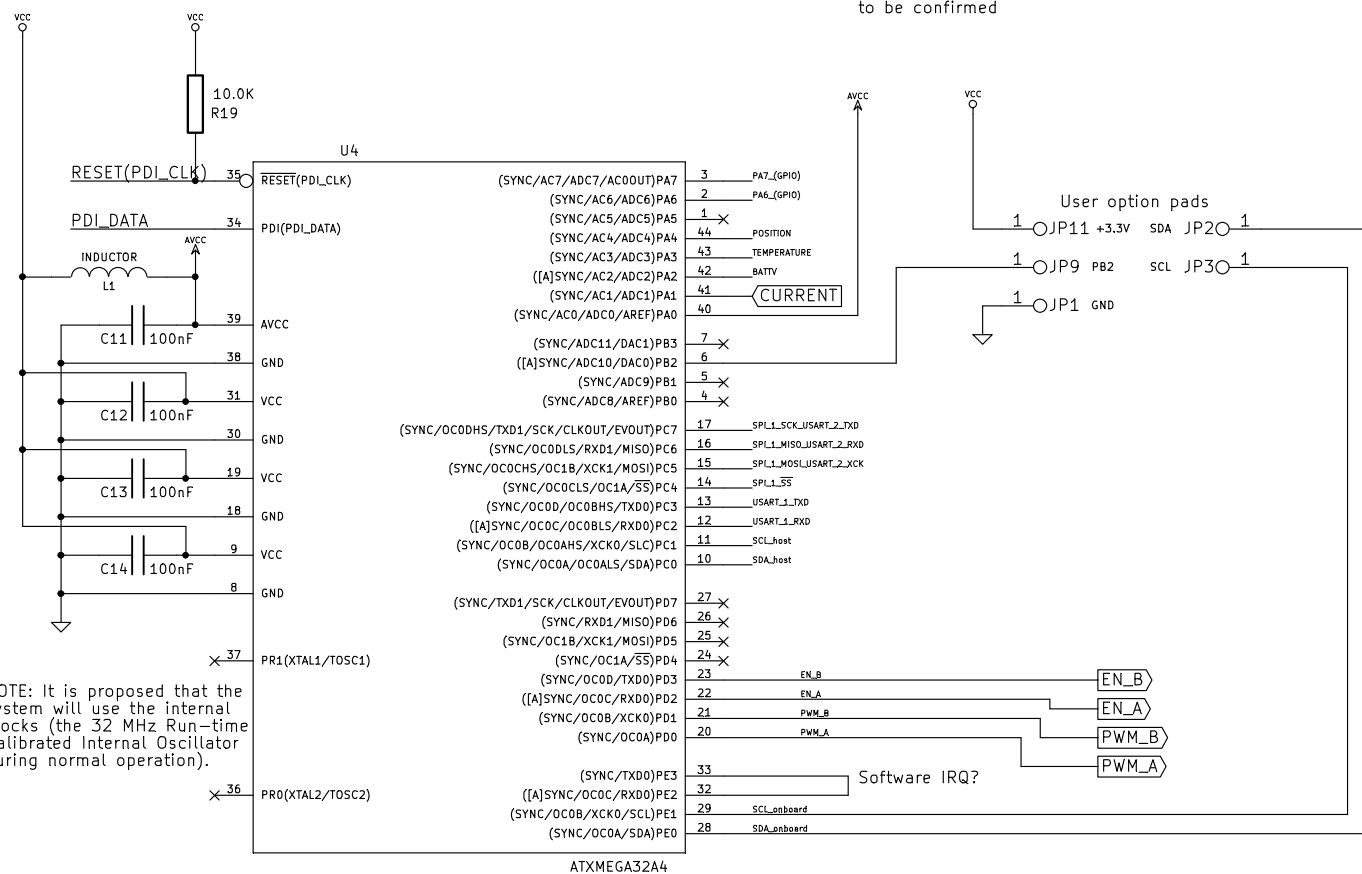 to be confirmed
VCC
VCC
10.0K
R19
AVCC
VCC
U4
RESET(PDI_CLK)
35
RESET(PDI_CLK)
PDI_DATA
34
PDI(PDI_DATA)
AVCC
INDUCTOR
L1
39
AVCC
C11
100nF
38
GND
31
VCC
C12
100nF
30
GND
19
VCC
C13
100nF
18
GND
9
VCC
C14
100nF
8
GND
37
PR1(XTAL1/TOSC1)
OTE: It is proposed that the
ystem will use the internal
ocks (the 32 MHz Run-time
alibrated Internal Oscillator
uring normal operation).
36
PR0(XTAL2/TOSC2)
(SYNC/AC7/ADC7/AC0OUT)PA7
3
PA7_(GPIO)
(SYNC/AC6/ADC6)PA6
2
PA6_(GPIO)
(SYNC/AC5/ADC5)PA5
1
(SYNC/AC4/ADC4)PA4
44
POSITION
(SYNC/AC3/ADC3)PA3
43
TEMPERATURE
([A]SYNC/AC2/ADC2)PA2
42
BATTV
(SYNC/AC1/ADC1)PA1
41
CURRENT
(SYNC/AC0/ADC0/AREF)PA0
40
(SYNC/ADC11/DAC1)PB3
7
([A]SYNC/ADC10/DAC0)PB2
6
(SYNC/ADC9)PB1
5
(SYNC/ADC8/AREF)PB0
4
(SYNC/OC0DHS/TXD1/SCK/CLKOUT/EVOUT)PC7
17
SPI_1_SCK_USART_2_TXD
(SYNC/OC0DLS/RXD1/MISO)PC6
16
SPI_1_MISO_USART_2_RXD
(SYNC/OC0CHS/OC1B/XCK1/MOSI)PC5
15
SPI_1_MOSI_USART_2_XCK
(SYNC/OC0CLS/OC1A/SS)PC4
14
SPI_1_SS
(SYNC/OC0D/OC0BHS/TXD0)PC3
13
USART_1_TXD
([A]SYNC/OC0C/OC0BLS/RXD0)PC2
12
USART_1_RXD
(SYNC/OC0B/OC0AHS/XCK0/SLC)PC1
11
SCL_host
(SYNC/OC0A/OC0ALS/SDA)PC0
10
SDA_host
(SYNC/TXD1/SCK/CLKOUT/EVOUT)PD7
27
(SYNC/RXD1/MISO)PD6
26
(SYNC/OC1B/XCK1/MOSI)PD5
25
(SYNC/OC1A/SS)PD4
24
(SYNC/OC0D/TXD0)PD3
23
EN_B
EN_B
([A]SYNC/OC0C/RXD0)PD2
22
EN_A
EN_A
(SYNC/OC0B/XCK0)PD1
21
PWM_B
PWM_B
(SYNC/OC0A)PD0
20
PWM_A
PWM_A
(SYNC/TXD0)PE3
33
Software IRQ?
([A]SYNC/OC0C/RXD0)PE2
32
(SYNC/OC0B/XCK0/SCL)PE1
29
SCL_onboard
(SYNC/OC0A/SDA)PE0
28
SDA_onboard
ATXMEGA32A4
User option pads
1
JP11 +3.3V
SDA JP2
1
1
JP9 PB2
SCL JP3
1
1
JP1 GND